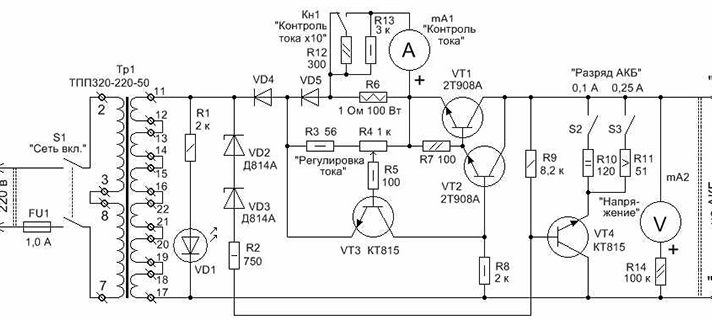 Кн1
"Контроль
тока х10"
R12
300
R13
3 к
mA1
"Контроль
тока"
A
+
Тр1
ТПП320-220-50
VD4
VD5
R6
1 Ом 100 Вт
VT1
2Т908А
"Разряд АКБ"
0,1 А
0,25 А
S1
"Сеть вкл."
220 в
FU1
1,0 А
2
3
8
7
11
12
13
14
15
16
22
21
20
19
18
17
R1
2 к
VD2
Д814А
VD3
Д814А
R2
750
VD1
R3 56
R4 1 к
"Регулировка
тока"
R5
100
R7 100
VT2
2Т908А
VT3 КТ815
R8
2 к
R9
8,2 к
S2
S3
R10
120
R11
51
mA2
"Напря-
жение"
V
+
VT4
КТ815
R14
100 к